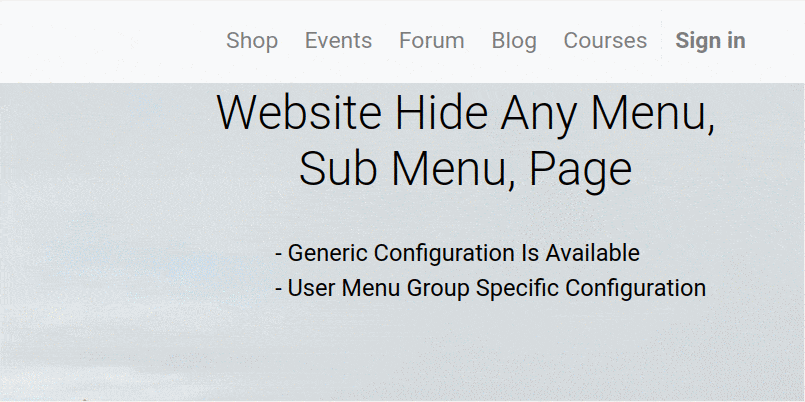 Shop Events Forum Blog Courses Sign in
Website Hide Any Menu,
Sub Menu, Page
- Generic Configuration Is Available
- User Menu Group Specific Configuration